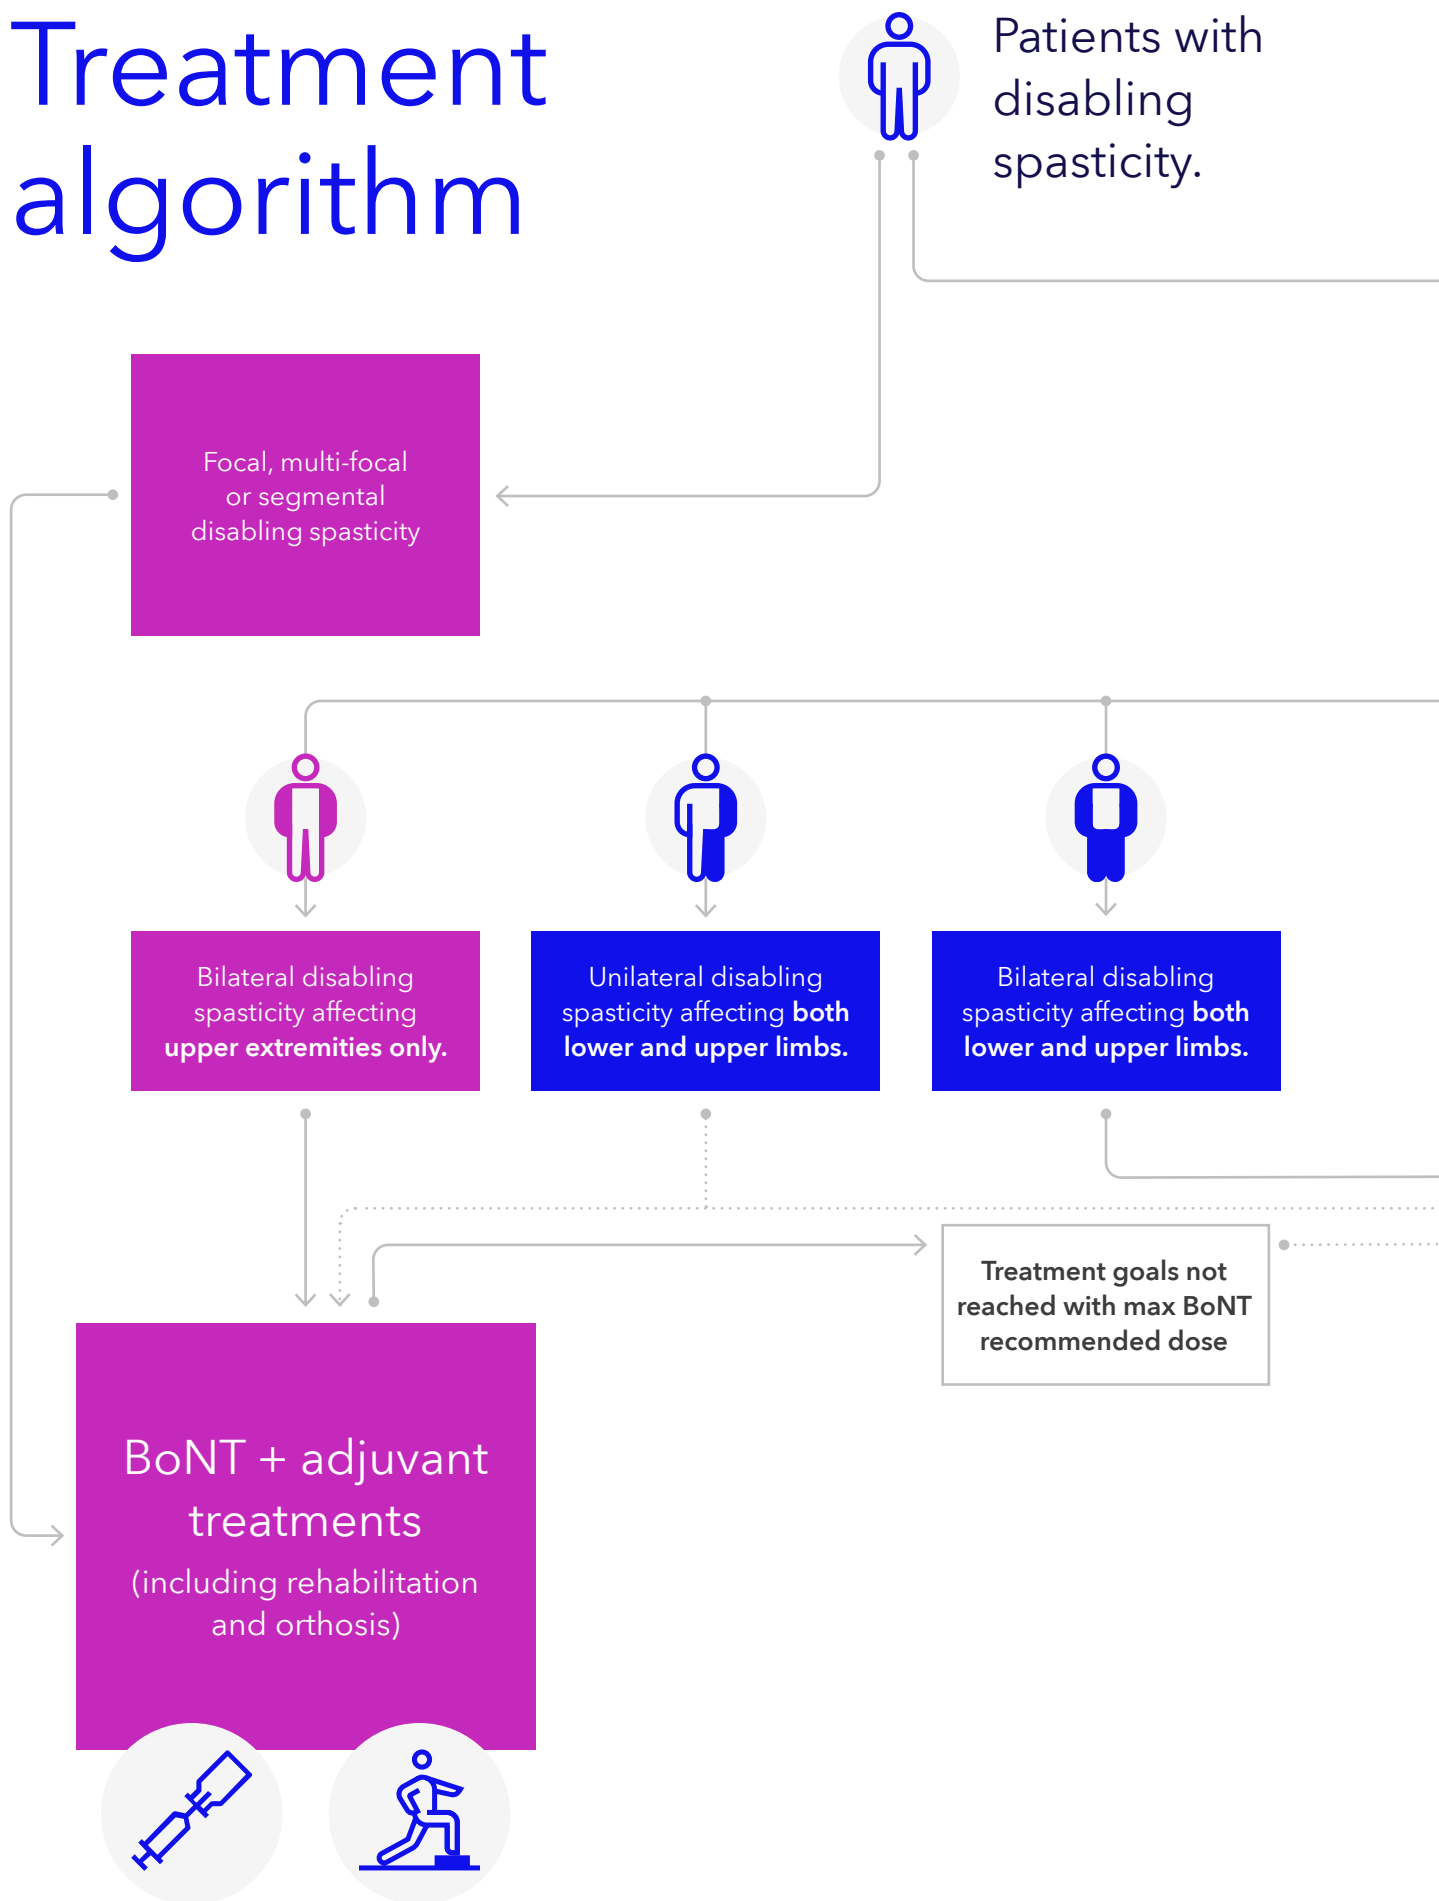 Treatment
algorithm
Patients with
disabling
spasticity.
Focal, multi-focal
or segmental
disabling spasticity
Bilateral disabling
spasticity affecting
upper extremities only.
Unilateral disabling
spasticity affecting both
lower and upper limbs.
Bilateral disabling
spasticity affecting both
lower and upper limbs.
Treatment goals not
reached with max BoNT
recommended dose
BoNT + adjuvant
treatments
(including rehabilitation
and orthosis)